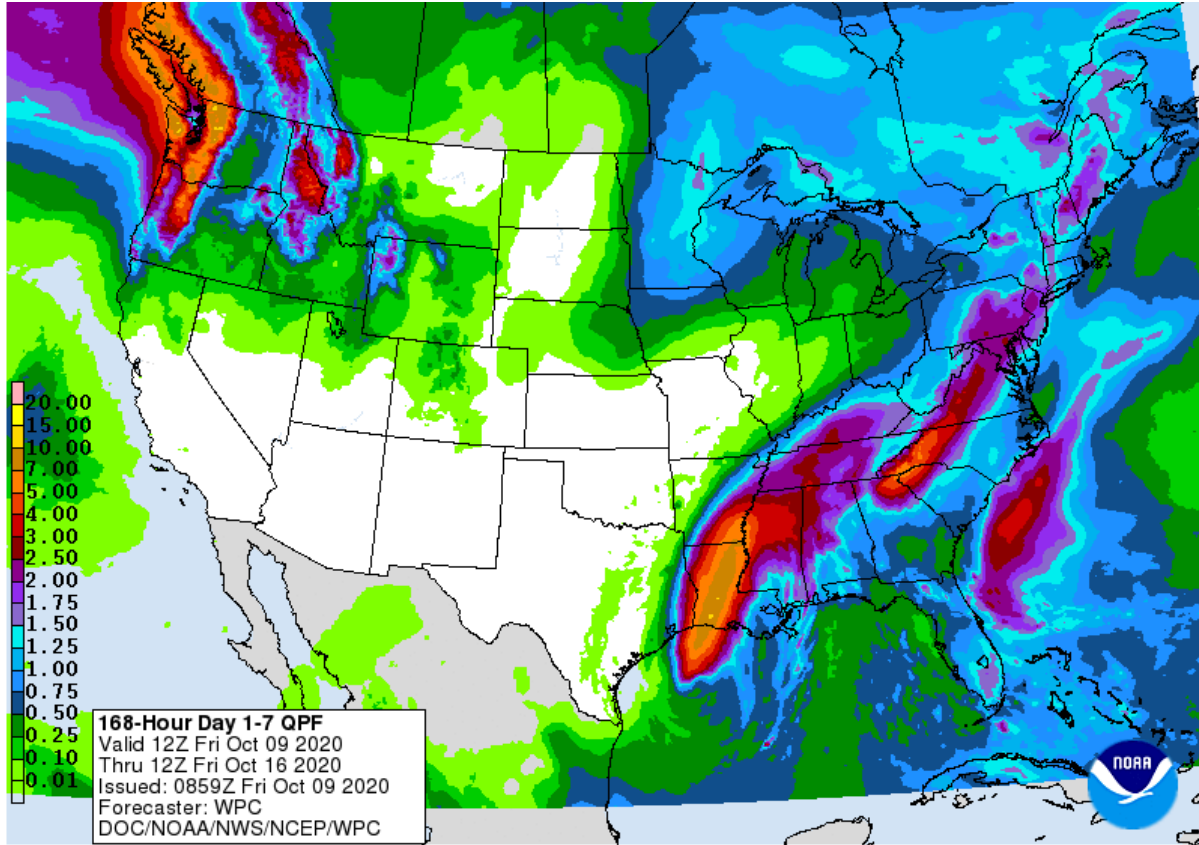 20.00
15.00
10.00
7.00
5.00
4.00
3.00
2.50
2.00
1.75
1.50
1.25
1.00
0.75
0.50
0.25
0.10
0.01
168-Hour Day 1-7 QPF
Valid 12Z Fri Oct 09 2020
Thru 12Z Fri Oct 16 2020
Issued: 0859Z Fri Oct 09 2020
Forecaster: WPC
DOC/NOAA/NWS/NCEP/WPC
NOAA